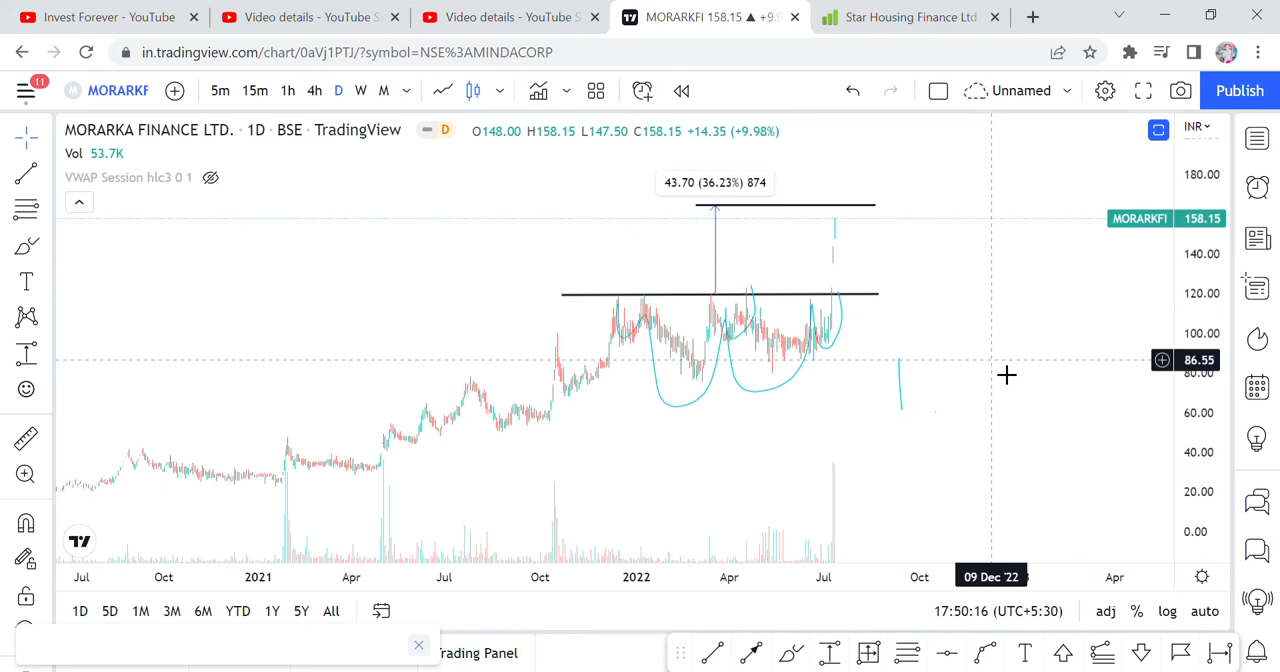 Invest Forever - YouTube
Video details - YouTube S
Video details - YouTube S
MORARKFI 158.15 ▲ +9.9
Star Housing Finance Ltd
in.tradingview.com/chart/0aVj1PTJ/?symbol=NSE%3AMINDACORP
11
M MORARKF 5m 15m 1h 4h D W M Unnamed Publish
MORARKA FINANCE LTD. · 1D · BSE · TradingView D O148.00 H158.15 L147.50 C158.15 +14.35 (+9.98%)
INR
Vol 53.7K
VWAP Session hlc3 0 1
43.70 (36.23%) 874
180.00
MORARKFI 158.15
140.00
120.00
100.00
86.55
80.00
60.00
40.00
20.00
0.00
Jul Oct 2021 Apr Jul Oct 2022 Apr Jul Oct 09 Dec '22 Apr
1D 5D 1M 3M 6M YTD 1Y 5Y All 17:50:16 (UTC+5:30) adj % log auto
rading Panel